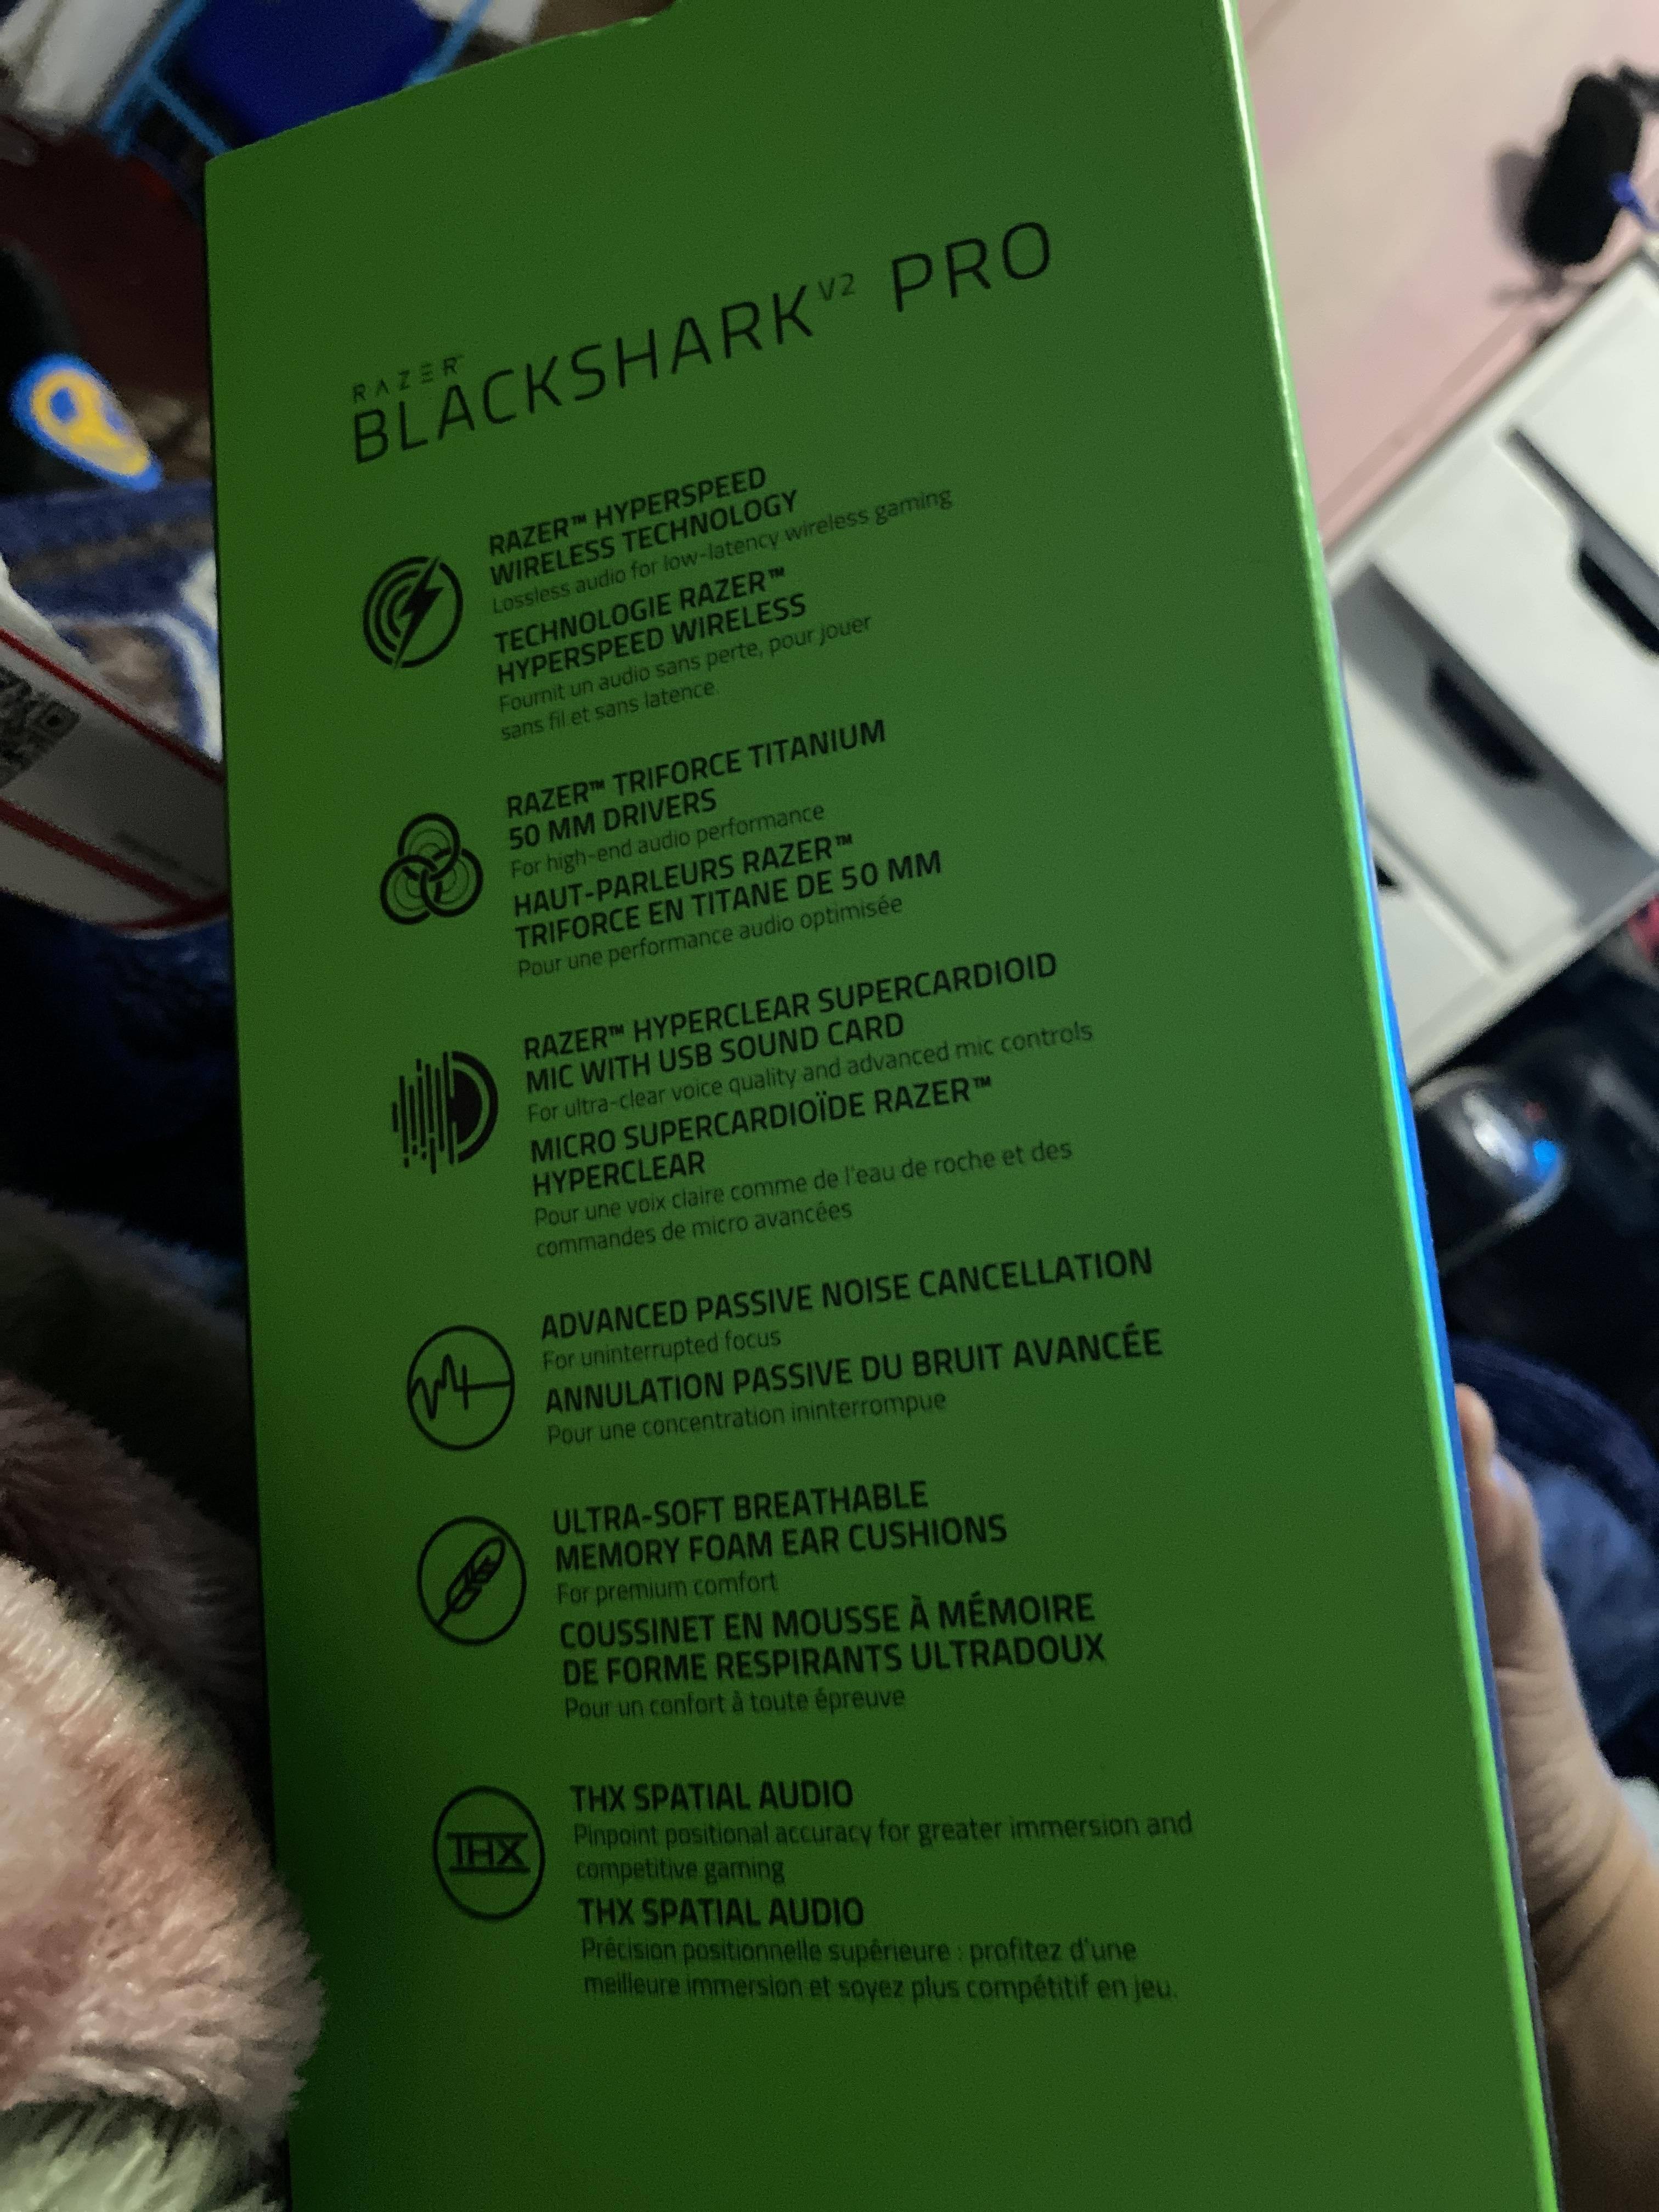 RAZER
BLACKSHARK V2 PRO
RAZER™ HYPERSPEED
WIRELESS TECHNOLOGY
Lossless audio for low-latency wireless gaming
TECHNOLOGIE RAZER™
HYPERSPEED WIRELESS
Fournit un audio sans perte, pour jouer
sans fil et sans latence.
RAZER™ TRIFORCE TITANIUM
50 MM DRIVERS
For high-end audio performance
HAUT-PARLEURS RAZER™
TRIFORCE EN TITANE DE 50 MM
Pour une performance audio optimisée
RAZER™ HYPERCLEAR SUPERCARDIOID
MIC WITH USB SOUND CARD
For ultra-clear voice quality and advanced mic controls
MICRO SUPERCARDIOÏDE RAZER™
HYPERCLEAR
Pour une voix claire comme de l'eau de roche et des
commandes de micro avancées
ADVANCED PASSIVE NOISE CANCELLATION
For uninterrupted focus
ANNULATION PASSIVE DU BRUIT AVANCÉE
Pour une concentration ininterrompue
ULTRA-SOFT BREATHABLE
MEMORY FOAM EAR CUSHIONS
For premium comfort
COUSSINET EN MOUSSE À MÉMOIRE
DE FORME RESPIRANTS ULTRADOUX
Pour un confort à toute épreuve
THX
THX SPATIAL AUDIO
Pinpoint positional accuracy for greater immersion and
competitive gaming
THX SPATIAL AUDIO
Précision positionnelle supérieure : profitez d'une
meilleure immersion et soyez plus compétitif en jeu.